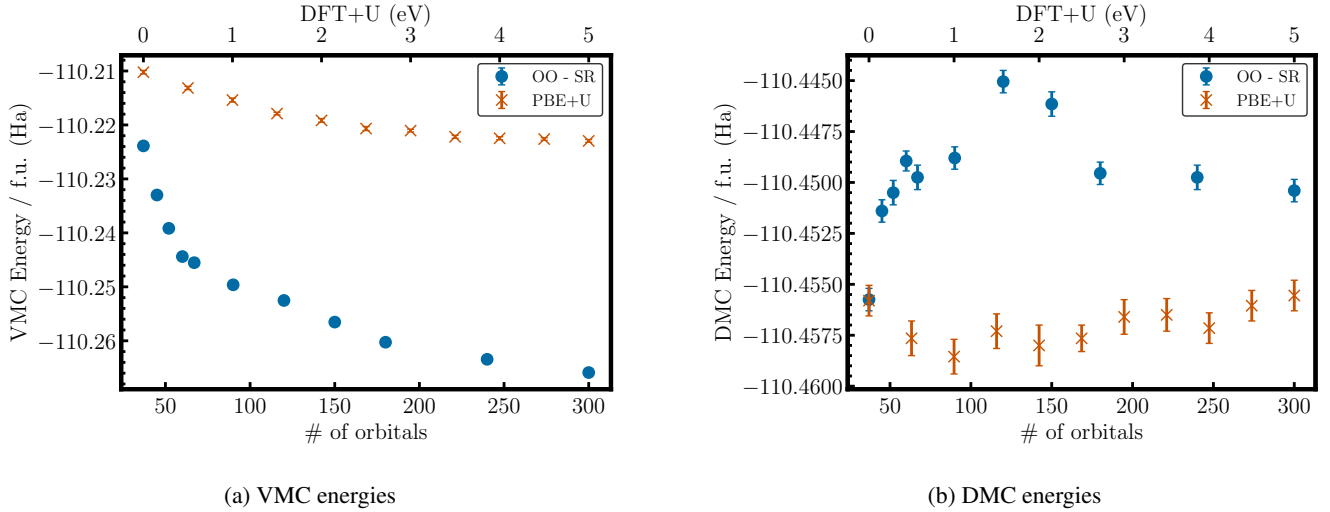 DFT+U (eV)
0 1 2 3 4 5
−110.21
−110.22
−110.23
−110.24
−110.25
−110.26
VMC Energy / f.u. (Ha)
OO - SR
PBE+U
50 100 150 200 250 300
# of orbitals
(a) VMC energies
DFT+U (eV)
0 1 2 3 4 5
−110.4450
−110.4475
−110.4500
−110.4525
−110.4550
−110.4575
−110.4600
DMC Energy / f.u. (Ha)
OO - SR
PBE+U
50 100 150 200 250 300
# of orbitals
(b) DMC energies